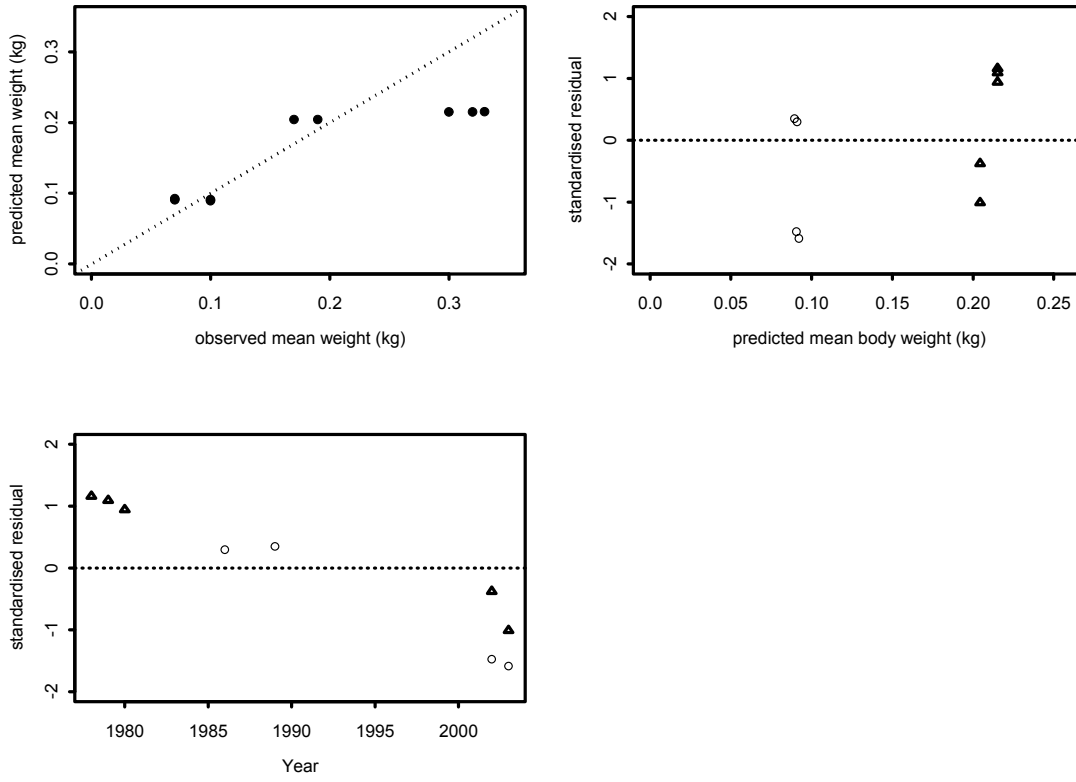 predicted mean weight (kg)
0.3
0.2
0.1
0.0
0.0 0.1 0.2 0.3
observed mean weight (kg)
standardised residual
2
1
0
-1
-2
0.0 0.05 0.10 0.15 0.20 0.25
predicted mean body weight (kg)
standardised residual
2
1
0
-1
-2
1980 1985 1990 1995 2000
Year